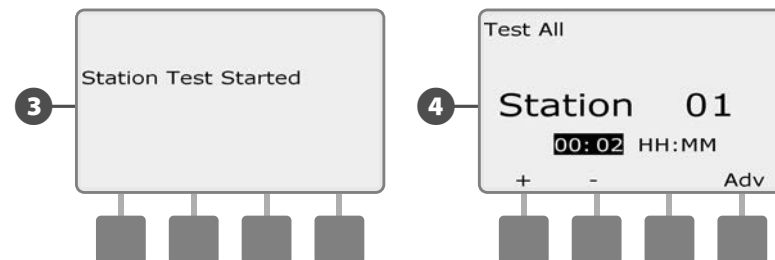 3
Station Test Started
4
Test All
Station 01
00:02 HH:MM
+ - Adv